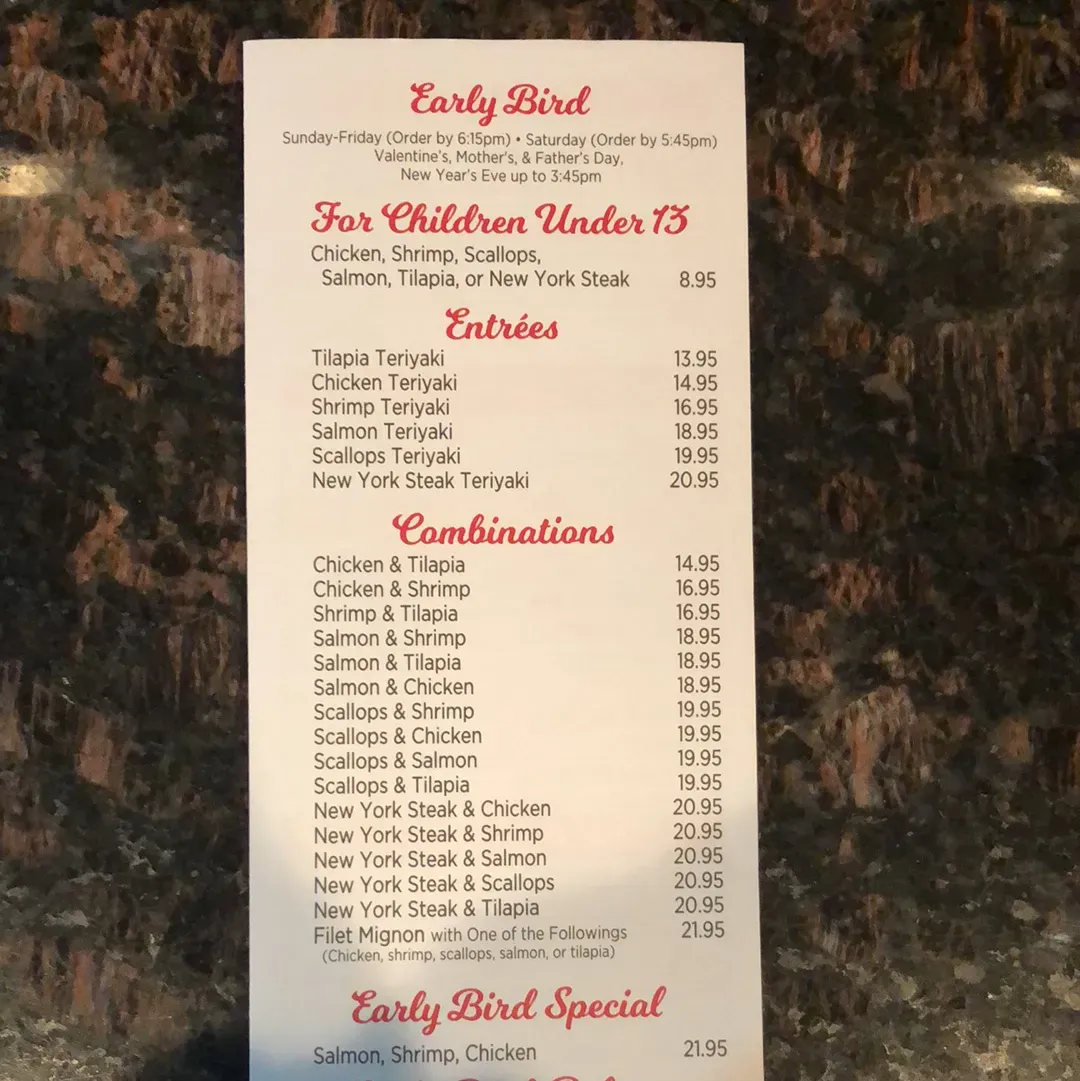 Early Bird
Sunday-Friday (Order by 6:15pm) • Saturday (Order by 5:45pm)
Valentine's, Mother's, & Father's Day,
New Year's Eve up to 3:45pm
For Children Under 13
Chicken, Shrimp, Scallops,
Salmon, Tilapia, or New York Steak 8.95
Entrées
Tilapia Teriyaki 13.95
Chicken Teriyaki 14.95
Shrimp Teriyaki 16.95
Salmon Teriyaki 18.95
Scallops Teriyaki 19.95
New York Steak Teriyaki 20.95
Combinations
Chicken & Tilapia 14.95
Chicken & Shrimp 16.95
Shrimp & Tilapia 16.95
Salmon & Shrimp 18.95
Salmon & Tilapia 18.95
Salmon & Chicken 18.95
Scallops & Shrimp 19.95
Scallops & Chicken 19.95
Scallops & Salmon 19.95
Scallops & Tilapia 19.95
New York Steak & Chicken 20.95
New York Steak & Shrimp 20.95
New York Steak & Salmon 20.95
New York Steak & Scallops 20.95
New York Steak & Tilapia 20.95
Filet Mignon with One of the Followings 21.95
(Chicken, shrimp, scallops, salmon, or tilapia)
Early Bird Special
Salmon, Shrimp, Chicken 21.95